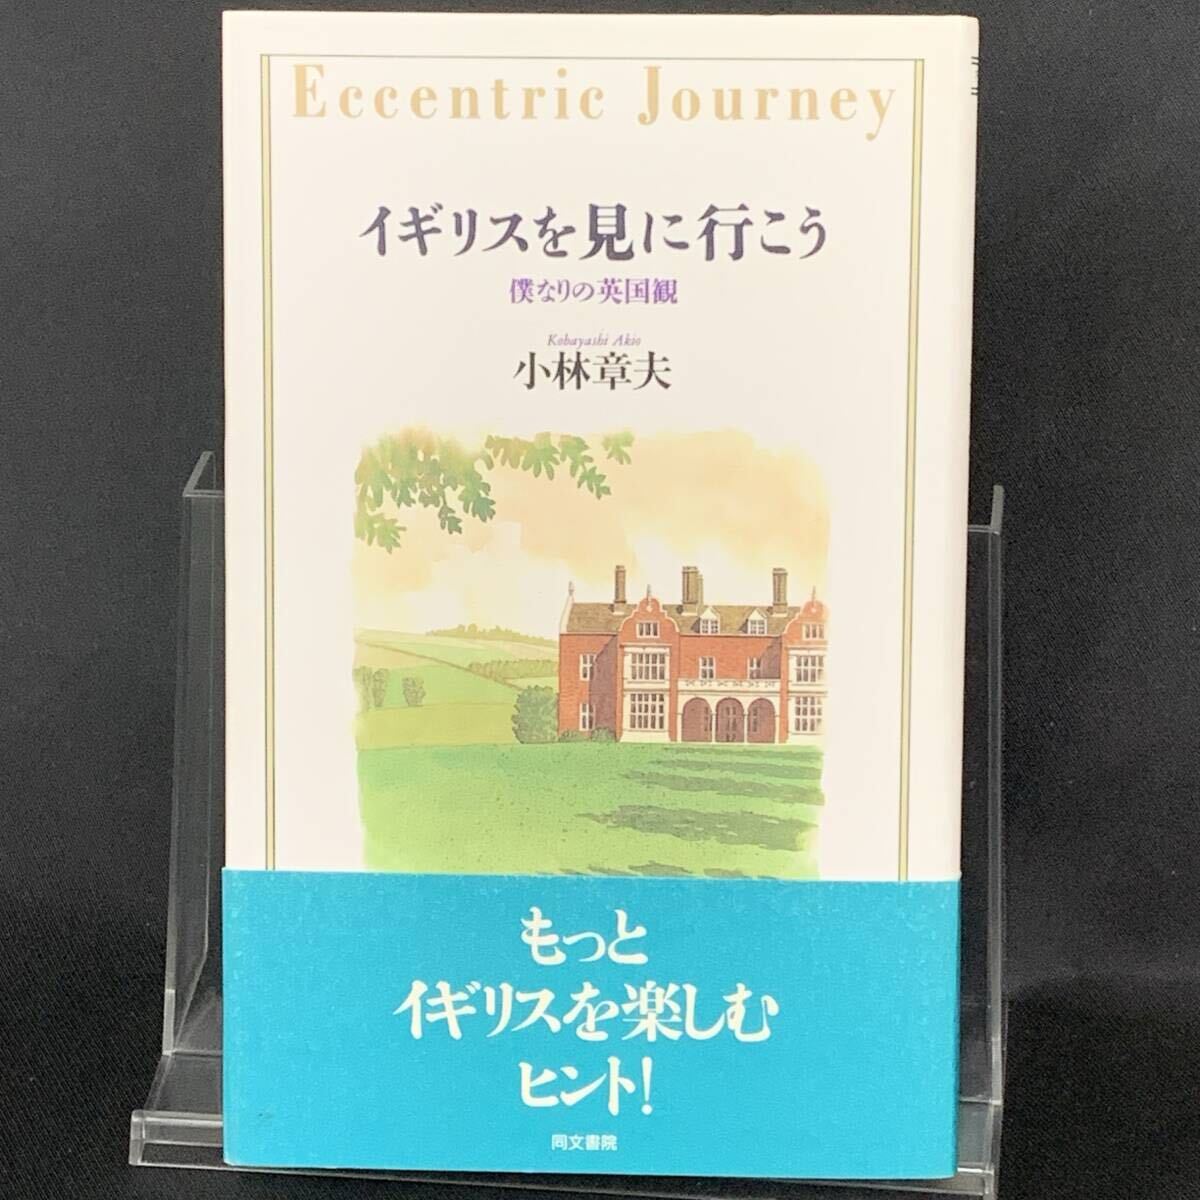 Eccentric Journey
イギリスを見に行こう
僕なりの英国観
Kobayashi Akio
小林章夫
もっと
イギリスを楽しむ
ヒント!
同文書院